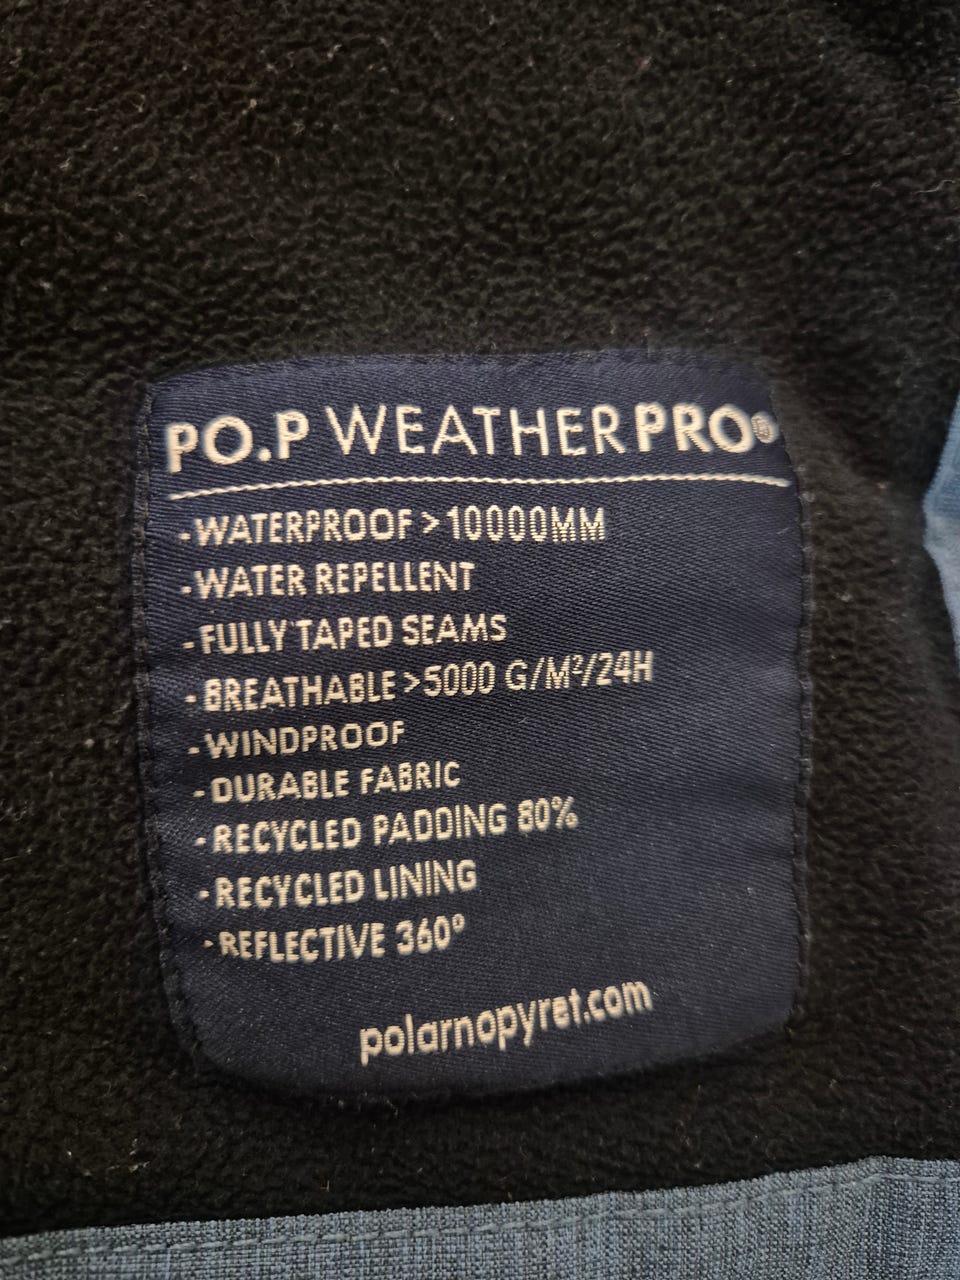 PO.P WEATHERPRO®
-WATERPROOF >10000MM
-WATER REPELLENT
-FULLY TAPED SEAMS
-BREATHABLE >5000 G/M²/24H
-WINDPROOF
-DURABLE FABRIC
-RECYCLED PADDING 80%
-RECYCLED LINING
-REFLECTIVE 360°
polarnopyret.com